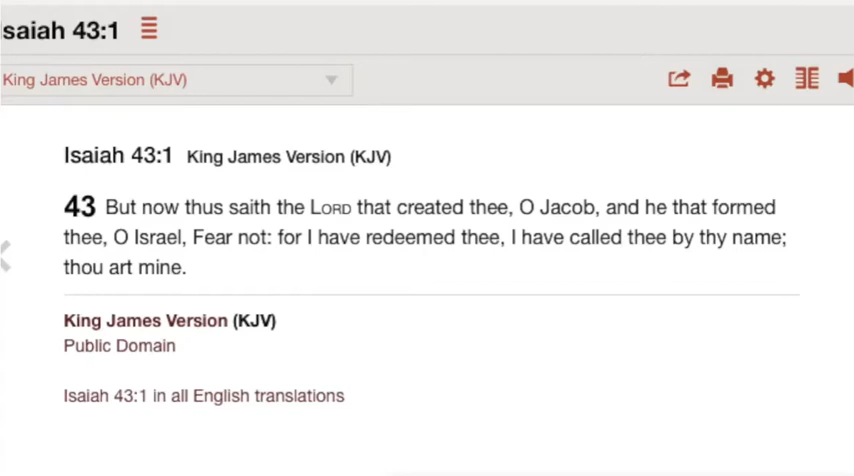 saiah 43:1
King James Version (KJV)
Isaiah 43:1 King James Version (KJV)
43 But now thus saith the LORD that created thee, O Jacob, and he that formed
thee, O Israel, Fear not: for I have redeemed thee, I have called thee by thy name;
thou art mine.
King James Version (KJV)
Public Domain
Isaiah 43:1 in all English translations